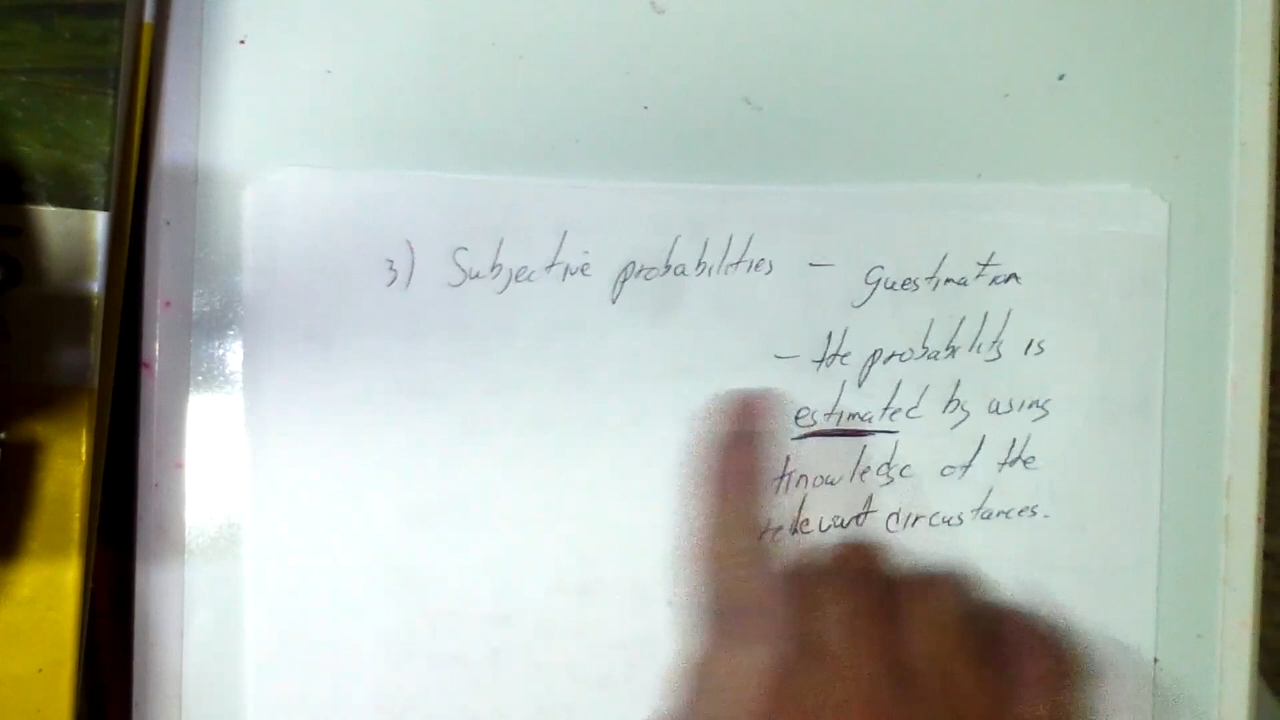 3) Subjective probabilities - guestimation
- the probability is
estimated by using
knowledge of the
relevant circustances.